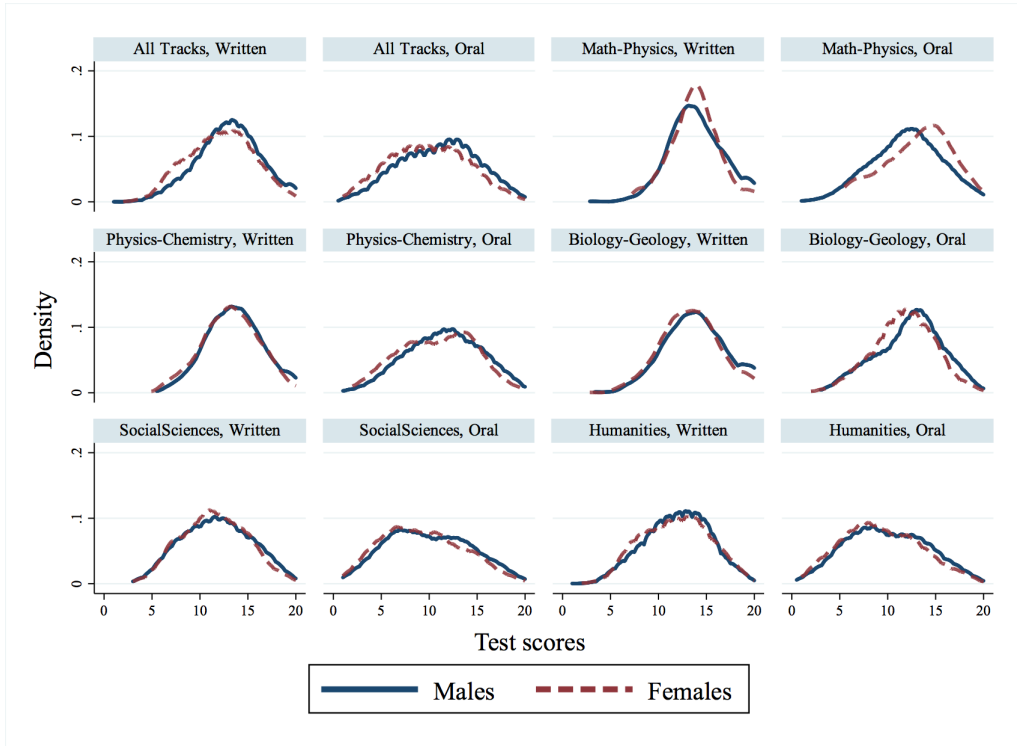 All Tracks, Written
All Tracks, Oral
Math-Physics, Written
Math-Physics, Oral
.2
.1
0
Physics-Chemistry, Written
Physics-Chemistry, Oral
Biology-Geology, Written
Biology-Geology, Oral
.2
.1
0
Density
SocialSciences, Written
SocialSciences, Oral
Humanities, Written
Humanities, Oral
.2
.1
0
0 5 10 15 20
0 5 10 15 20
0 5 10 15 20
0 5 10 15 20
Test scores
Males
Females